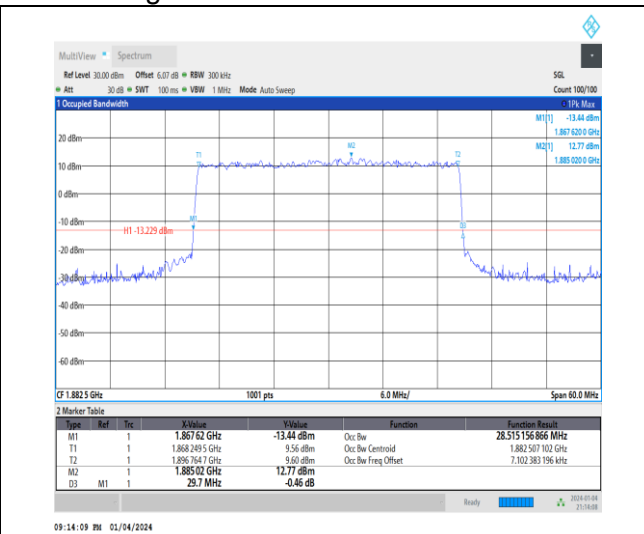 MultiView Spectrum
Ref Level 30.00 dBm Offset 6.07 dB RBW 300 kHz SGL
Att 30 dB SWT 100 ms VBW 1 MHz Mode Auto Sweep Count 100/100
1 Occupied Bandwidth 1Pk Max
M1[1] -13.44 dBm
1.867 620 0 GHz
M2[1] 12.77 dBm
1.885 020 0 GHz
20 dBm
M2
T1 T2
10 dBm
0 dBm
-10 dBm
M1
H1 -13.229 dBm
D3
-20 dBm
-30 dBm
-40 dBm
-50 dBm
-60 dBm
CF 1.882 5 GHz 1001 pts 6.0 MHz/ Span 60.0 MHz
2 Marker Table
Type Ref Trc X-Value Y-Value Function Function Result
M1 1 1.867 62 GHz -13.44 dBm Occ Bw 28.515 156 866 MHz
T1 1 1.868 249 5 GHz 9.56 dBm Occ Bw Centroid 1.882 507 102 GHz
T2 1 1.896 764 7 GHz 9.60 dBm Occ Bw Freq Offset 7.102 383 196 kHz
M2 1 1.885 02 GHz 12.77 dBm
D3 M1 1 29.7 MHz -0.46 dB
Ready 2024-01-04
21:14:08
09:14:09 PM 01/04/2024